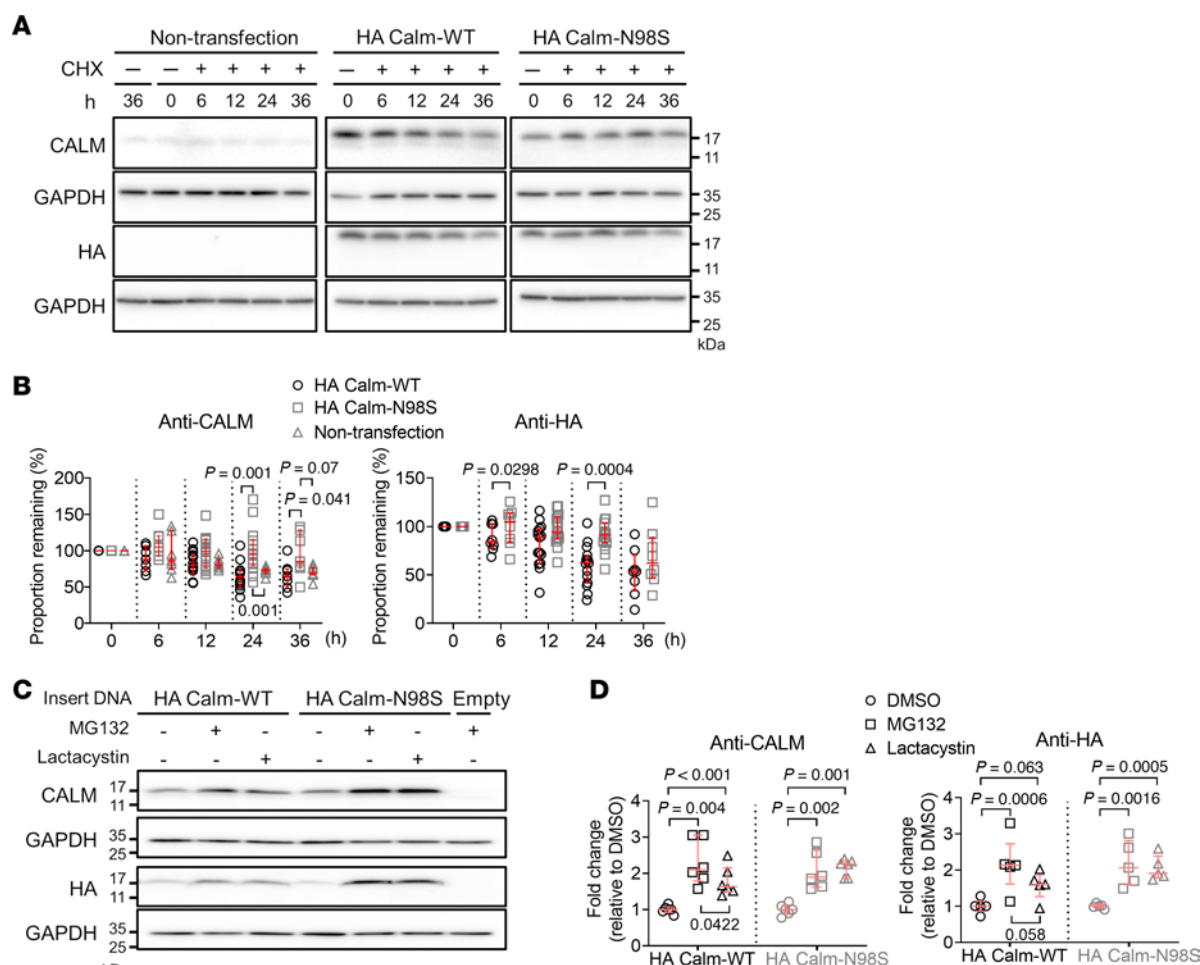 A
Non-transfection HA Calm-WT HA Calm-N98S
CHX — — + + + + — + + + + — + + + +
h 36 0 6 12 24 36 0 6 12 24 36 0 6 12 24 36
CALM 17
11
GAPDH 35
25
HA 17
11
GAPDH 35
25
kDa
B
HA Calm-WT
HA Calm-N98S
Non-transfection
Anti-CALM Anti-HA
Proportion remaining (%)
200
150
100
50
0
P = 0.001 P = 0.07
P = 0.041
0.001
0 6 12 24 36 (h)
Proportion remaining (%)
150
100
50
0
P = 0.0298 P = 0.0004
0 6 12 24 36
C
Insert DNA HA Calm-WT HA Calm-N98S Empty
MG132 - + - - + - +
Lactacystin - - + - - + -
CALM 17
11
GAPDH 35
25
HA 17
11
GAPDH 35
25
D
DMSO
MG132
Lactacystin
Anti-CALM Anti-HA
Fold change
(relative to DMSO)
4
3
2
1
0
P < 0.001 P = 0.001
P = 0.004 P = 0.002
0.0422
HA Calm-WT HA Calm-N98S
Fold change
(relative to DMSO)
4
3
2
1
0
P = 0.063 P = 0.0005
P = 0.0006 P = 0.0016
0.058
HA Calm-WT HA Calm-N98S